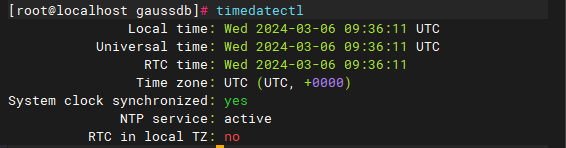 [root@localhost gaussdb]# timedatectl
Local time: Wed 2024-03-06 09:36:11 UTC
Universal time: Wed 2024-03-06 09:36:11 UTC
RTC time: Wed 2024-03-06 09:36:11
Time zone: UTC (UTC, +0000)
System clock synchronized: yes
NTP service: active
RTC in local TZ: no